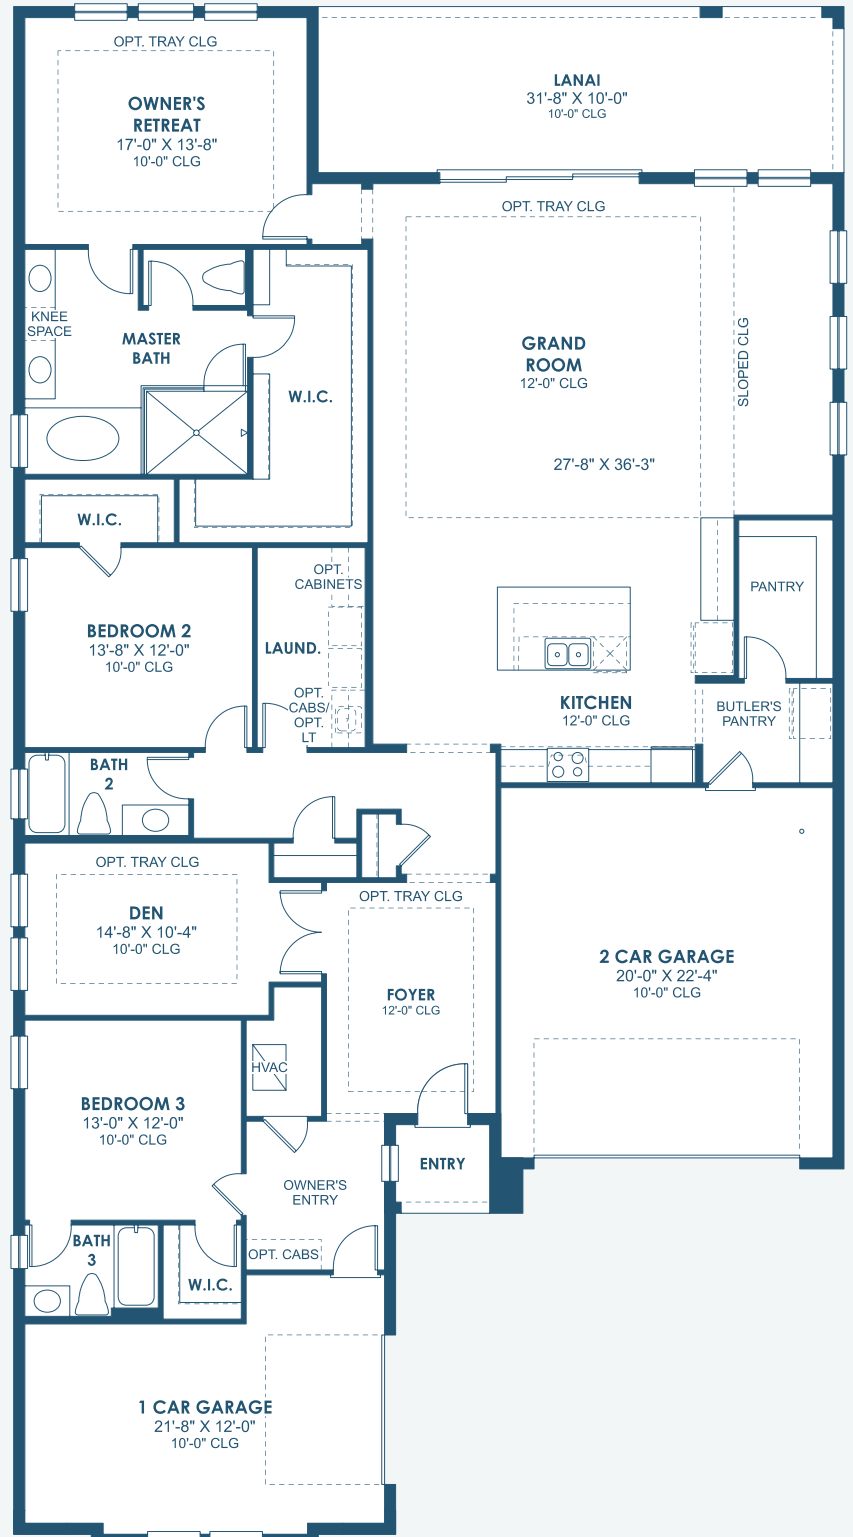 OPT. TRAY CLG
OWNER'S
RETREAT
17'-0" X 13'-8"
10'-0" CLG
LANAI
31'-8" X 10'-0"
10'-0" CLG
OPT. TRAY CLG
GRAND
ROOM
12'-0" CLG
27'-8" X 36'-3"
SLOPED CLG
KNEE
SPACE
MASTER
BATH
W.I.C.
W.I.C.
BEDROOM 2
13'-8" X 12'-0"
10'-0" CLG
OPT.
CABINETS
LAUND.
OPT.
CABS/
OPT.
LT
PANTRY
KITCHEN
12'-0" CLG
BUTLER'S
PANTRY
BATH
2
OPT. TRAY CLG
DEN
14'-8" X 10'-4"
10'-0" CLG
OPT. TRAY CLG
FOYER
12'-0" CLG
2 CAR GARAGE
20'-0" X 22'-4"
10'-0" CLG
HVAC
BEDROOM 3
13'-0" X 12'-0"
10'-0" CLG
ENTRY
OWNER'S
ENTRY
OPT. CABS
BATH
3
W.I.C.
1 CAR GARAGE
21'-8" X 12'-0"
10'-0" CLG